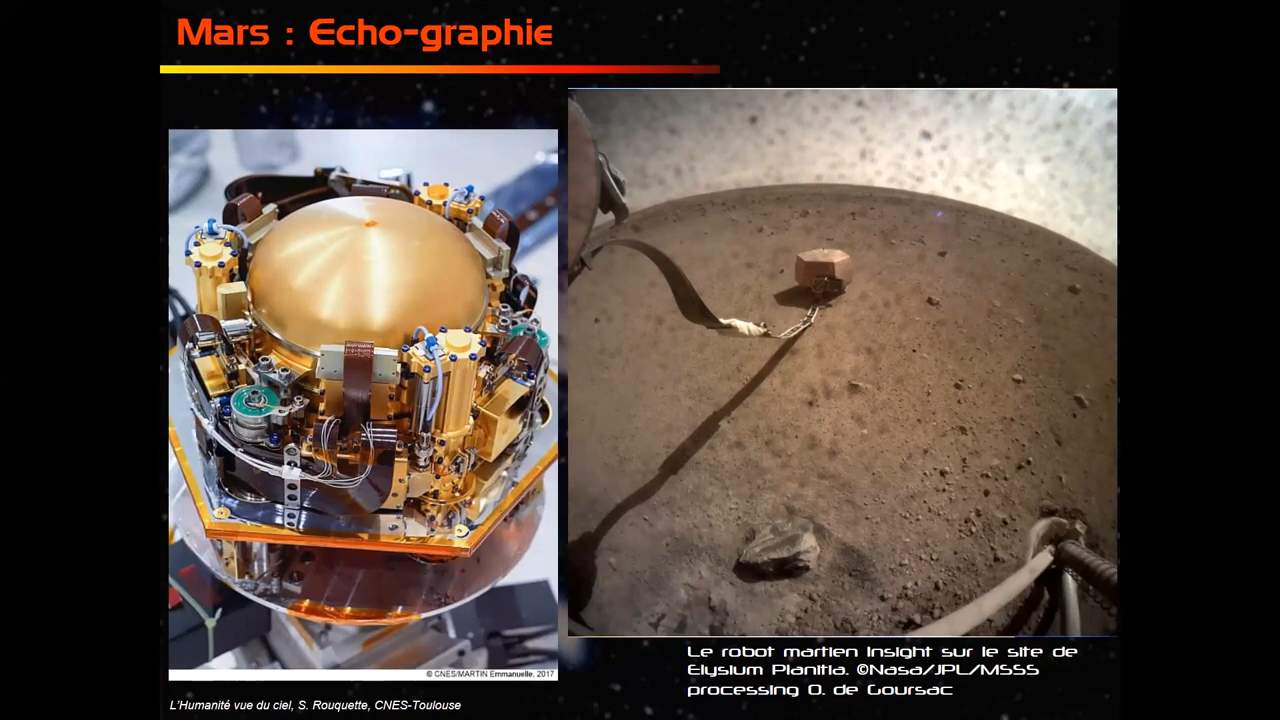 Mars : Echo-graphie
© CNES/MARTIN Emmanuelle, 2017
Le robot martien Insight sur le site de
Elysium Planitia. ©Nasa/JPL/MSSS
processing O. de Goursac
L'Humanité vue du ciel, S. Rouquette, CNES-Toulouse